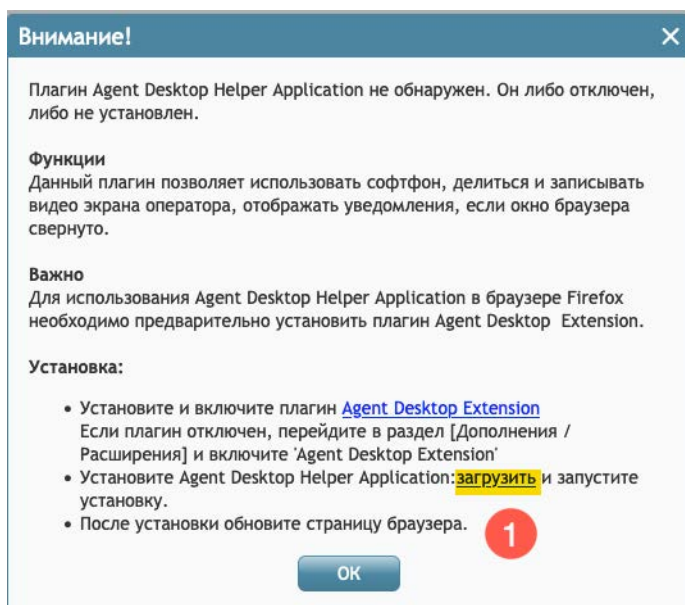 Внимание!
Плагин Agent Desktop Helper Application не обнаружен. Он либо отключен,
либо не установлен.
Функции
Данный плагин позволяет использовать софтфон, делиться и записывать
видео экрана оператора, отображать уведомления, если окно браузера
свернуто.
Важно
Для использования Agent Desktop Helper Application в браузере Firefox
необходимо предварительно установить плагин Agent Desktop Extension.
Установка:
• Установите и включите плагин Agent Desktop Extension
Если плагин отключен, перейдите в раздел [Дополнения /
Расширения] и включите 'Agent Desktop Extension'
• Установите Agent Desktop Helper Application:загрузить и запустите
установку.
• После установки обновите страницу браузера.
1
ОК